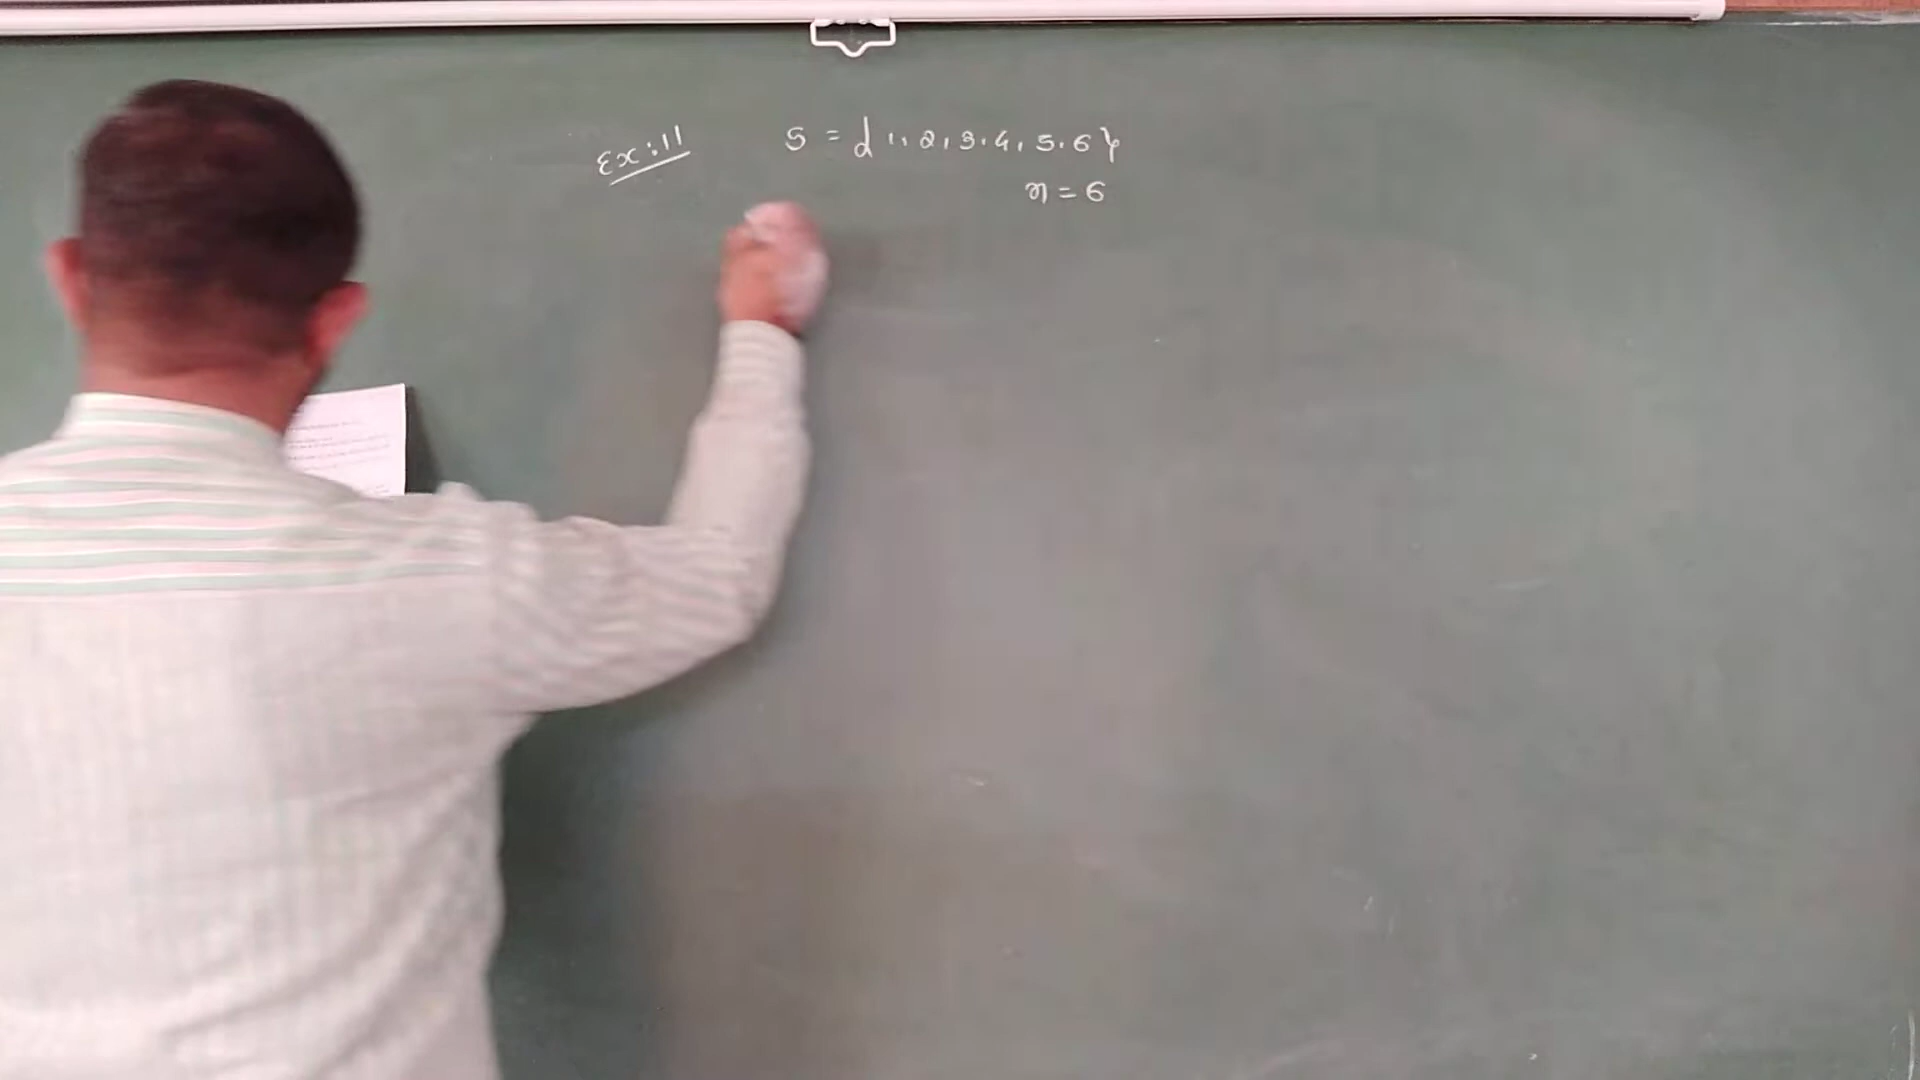 Ex:11
S = {1, 2, 3, 4, 5, 6}
n = 6